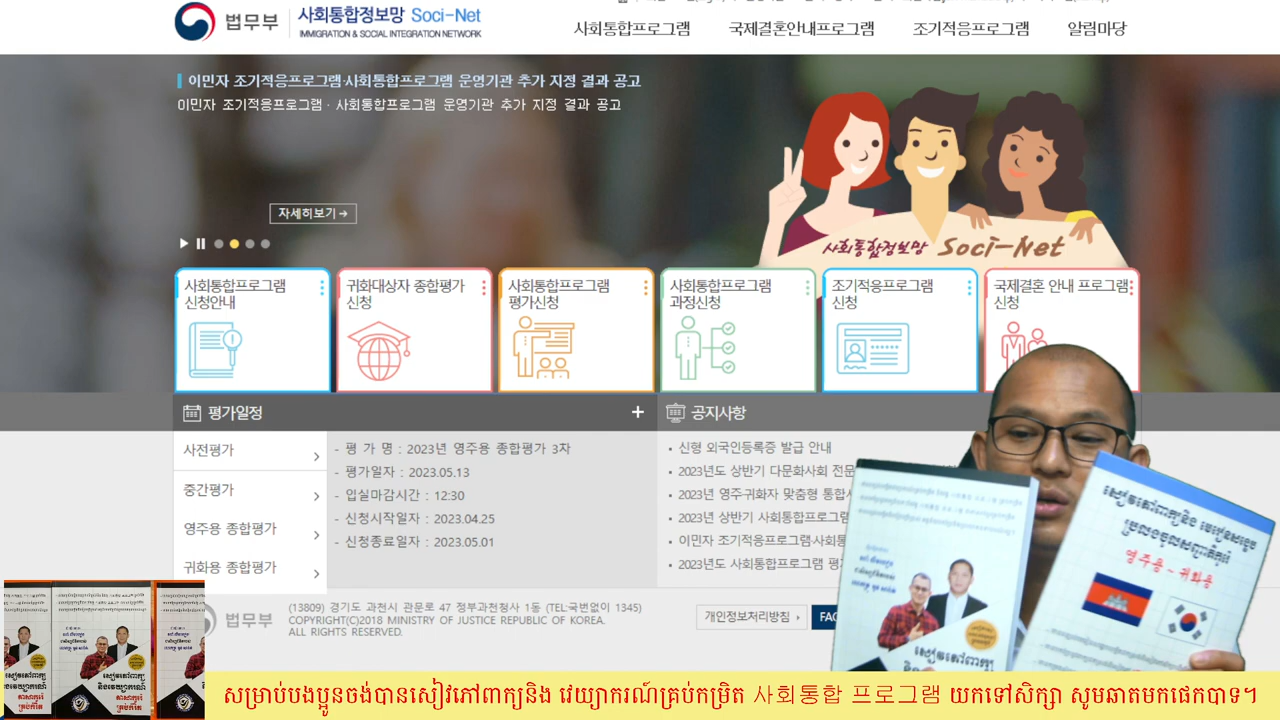 법무부
사회통합정보망 Soci-Net
IMMIGRATION & SOCIAL INTEGRATION NETWORK
사회통합프로그램 국제결혼안내프로그램 조기적응프로그램 알림마당
이민자 조기적응프로그램·사회통합프로그램 운영기관 추가 지정 결과 공고
이민자 조기적응프로그램 · 사회통합프로그램 운영기관 추가 지정 결과 공고
자세히보기 →
사회통합정보망 Soci-Net
사회통합프로그램
신청안내
귀화대상자 종합평가
신청
사회통합프로그램
평가신청
사회통합프로그램
과정신청
조기적응프로그램
신청
국제결혼 안내 프로그램
신청
평가일정 +
사전평가
중간평가
영주용 종합평가
귀화용 종합평가
- 평 가 명 : 2023년 영주용 종합평가 3차
- 평가일자 : 2023.05.13
- 입실마감시간 : 12:30
- 신청시작일자 : 2023.04.25
- 신청종료일자 : 2023.05.01
공지사항
신형 외국인등록증 발급 안내
2023년도 상반기 다문화사회 전문
2023년 영주귀화자 맞춤형 통합
2023년 상반기 사회통합프로그램
이민자 조기적응프로그램·사회통
2023년도 사회통합프로그램 평
법무부
(13809) 경기도 과천시 관문로 47 정부과천청사 1동 (TEL:국번없이 1345)
COPYRIGHT(C)2018 MINISTRY OF JUSTICE REPUBLIC OF KOREA.
ALL RIGHTS RESERVED.
개인정보처리방침 ›
영주용 ~ 귀화용
សម្រាប់បងប្អូនចង់បានសៀវភៅពាក្យនិង វេយ្យាករណ៍គ្រប់កម្រិត 사회통합 프로그램 យកទៅសិក្សា សូមឆាតមកផេកបាទ។